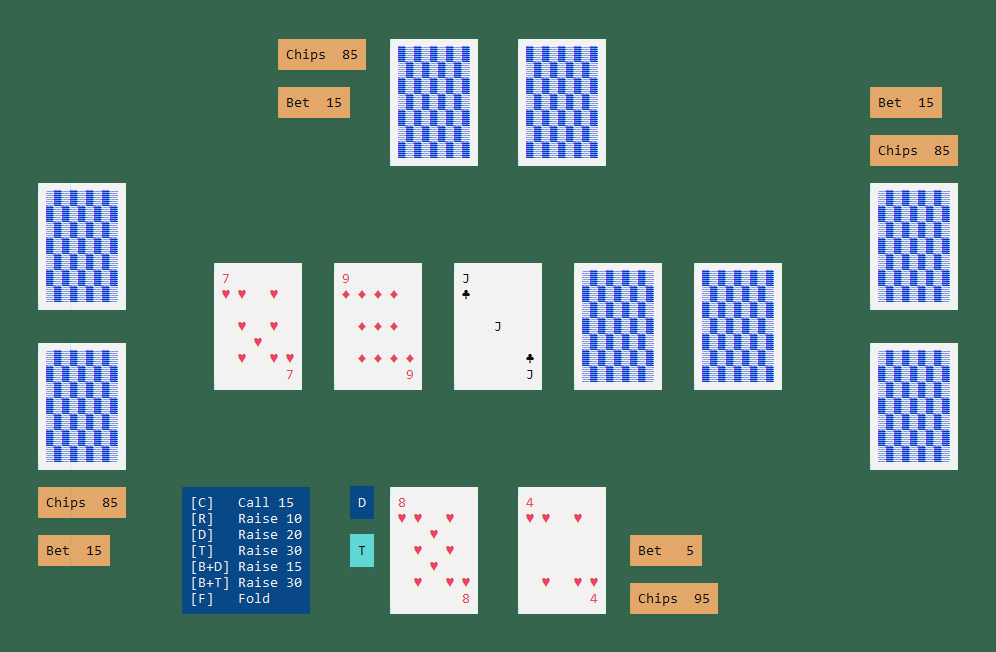 Chips 85
Bet 15
Bet 15
Chips 85
7
7
9
9
J
J
J
Chips 85
Bet 15
[C] Call 15
[R] Raise 10
[D] Raise 20
[T] Raise 30
[B+D] Raise 15
[B+T] Raise 30
[F] Fold
D
T
8
8
4
4
Bet 5
Chips 95